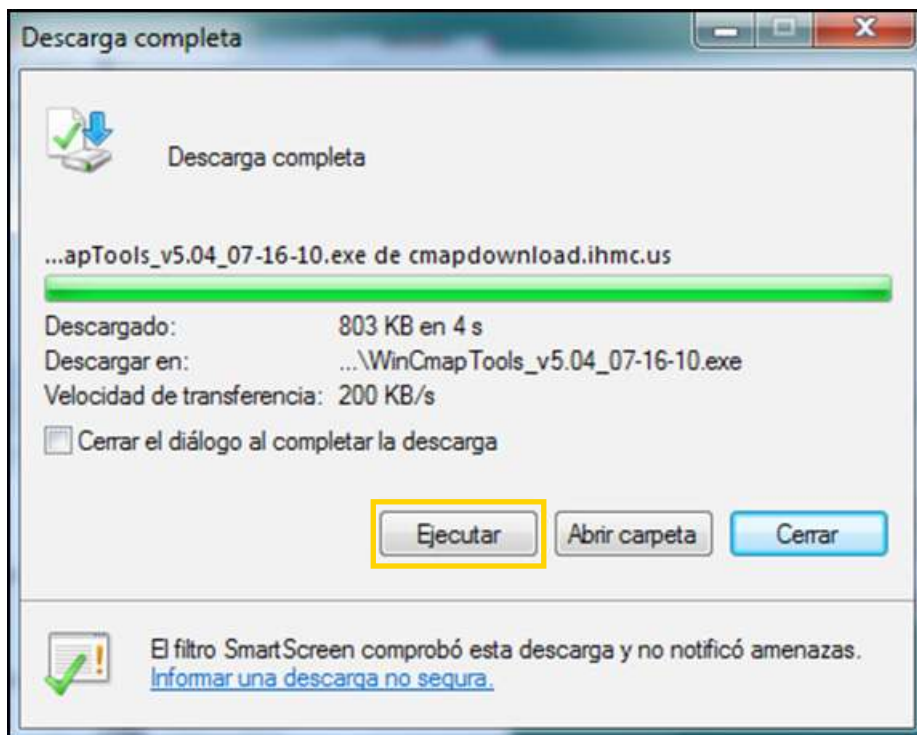 Descarga completa
Descarga completa
...apTools_v5.04_07-16-10.exe de cmapdownload.ihmc.us
Descargado: 803 KB en 4 s
Descargar en: ...\WinCmapTools_v5.04_07-16-10.exe
Velocidad de transferencia: 200 KB/s
Cerrar el diálogo al completar la descarga
Ejecutar Abrir carpeta Cerrar
El filtro SmartScreen comprobó esta descarga y no notificó amenazas.
Informar una descarga no segura.